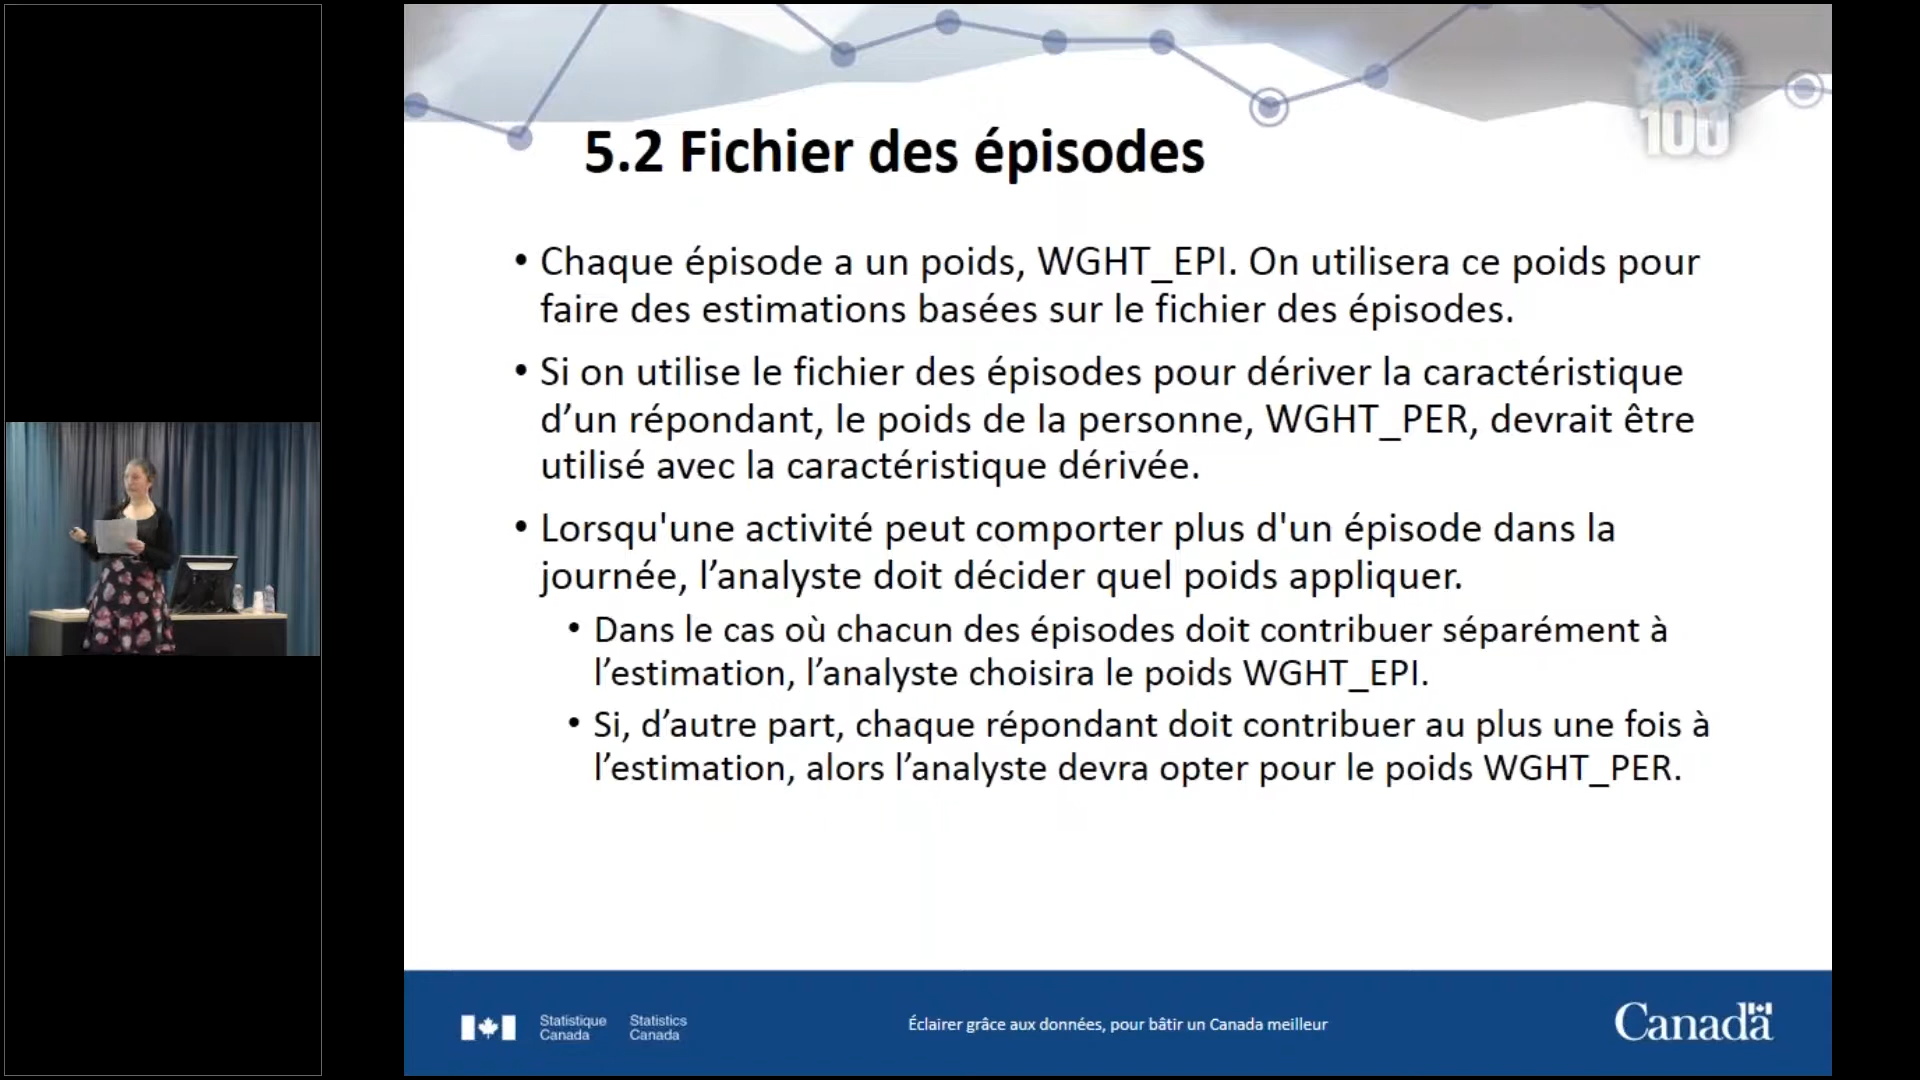 100
5.2 Fichier des épisodes
• Chaque épisode a un poids, WGHT_EPI. On utilisera ce poids pour
faire des estimations basées sur le fichier des épisodes.
• Si on utilise le fichier des épisodes pour dériver la caractéristique
d’un répondant, le poids de la personne, WGHT_PER, devrait être
utilisé avec la caractéristique dérivée.
• Lorsqu'une activité peut comporter plus d'un épisode dans la
journée, l’analyste doit décider quel poids appliquer.
• Dans le cas où chacun des épisodes doit contribuer séparément à
l’estimation, l’analyste choisira le poids WGHT_EPI.
• Si, d’autre part, chaque répondant doit contribuer au plus une fois à
l’estimation, alors l’analyste devra opter pour le poids WGHT_PER.
Statistique Statistics
Canada Canada
Éclairer grâce aux données, pour bâtir un Canada meilleur
Canada